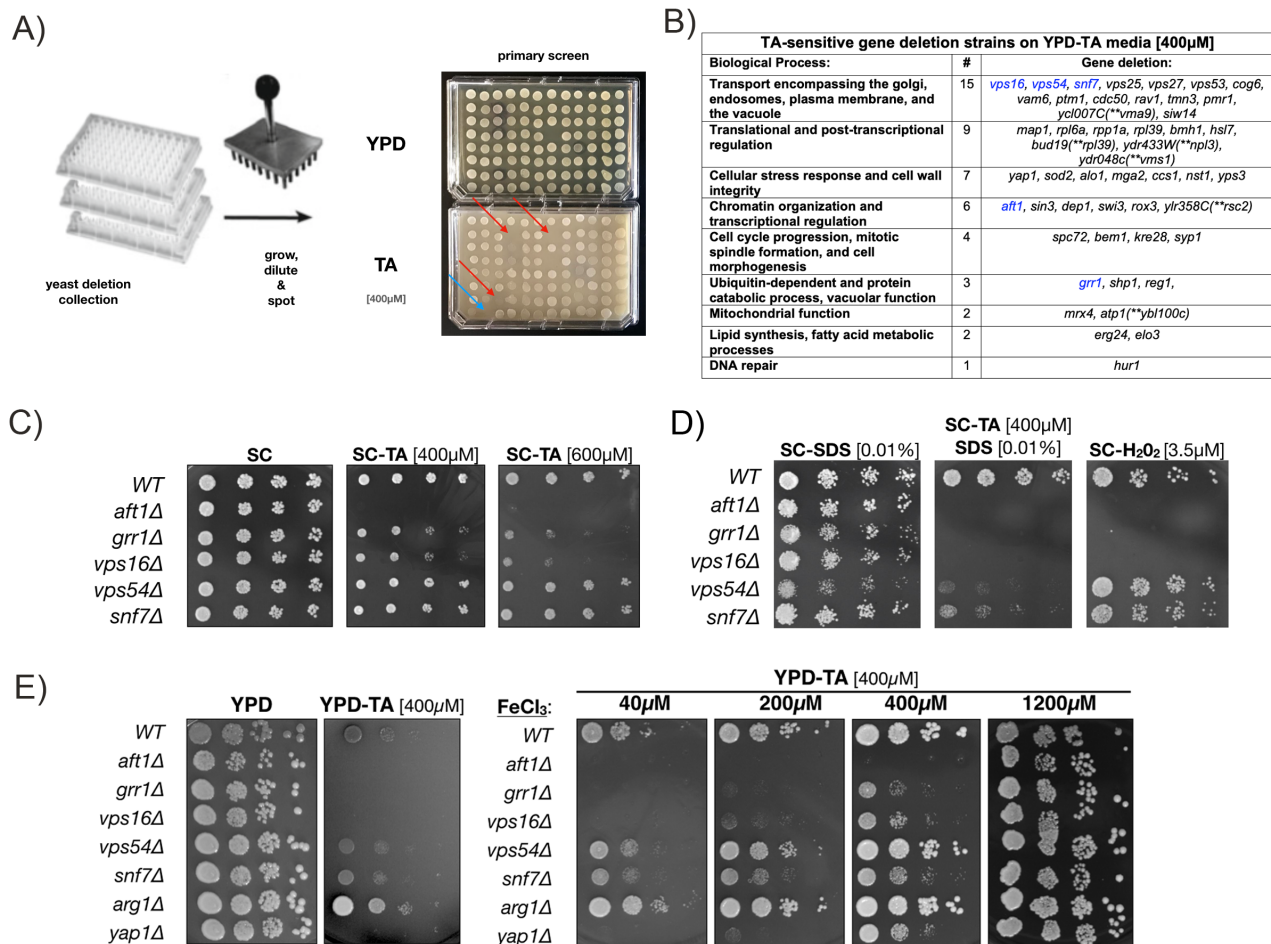 A)
primary screen
YPD
TA
[400µM]
yeast deletion
collection
grow,
dilute
&
spot
B)
TA-sensitive gene deletion strains on YPD-TA media [400µM]
Biological Process: # Gene deletion:
Transport encompassing the golgi, endosomes, plasma membrane, and the vacuole 15 vps16, vps54, snf7, vps25, vps27, vps53, cog6, vam6, ptm1, cdc50, rav1, tmn3, pmr1, ycl007C(**vma9), siw14
Translational and post-transcriptional regulation 9 map1, rpl6a, rpp1a, rpl39, bmh1, hsl7, bud19(**rpl39), ydr433W(**npl3), ydr048c(**vms1)
Cellular stress response and cell wall integrity 7 yap1, sod2, alo1, mga2, ccs1, nst1, yps3
Chromatin organization and transcriptional regulation 6 aft1, sin3, dep1, swi3, rox3, ylr358C(**rsc2)
Cell cycle progression, mitotic spindle formation, and cell morphogenesis 4 spc72, bem1, kre28, syp1
Ubiquitin-dependent and protein catabolic process, vacuolar function 3 grr1, shp1, reg1,
Mitochondrial function 2 mrx4, atp1(**ybl100c)
Lipid synthesis, fatty acid metabolic processes 2 erg24, elo3
DNA repair 1 hur1
C)
SC SC-TA [400µM] SC-TA [600µM]
WT
aft1Δ
grr1Δ
vps16Δ
vps54Δ
snf7Δ
D)
SC-SDS [0.01%]
SC-TA [400µM]
SDS [0.01%]
SC-H₂0₂ [3.5µM]
WT
aft1Δ
grr1Δ
vps16Δ
vps54Δ
snf7Δ
E)
YPD YPD-TA [400µM]
WT
aft1Δ
grr1Δ
vps16Δ
vps54Δ
snf7Δ
arg1Δ
yap1Δ
YPD-TA [400µM]
FeCl₃: 40µM 200µM 400µM 1200µM
WT
aft1Δ
grr1Δ
vps16Δ
vps54Δ
snf7Δ
arg1Δ
yap1Δ